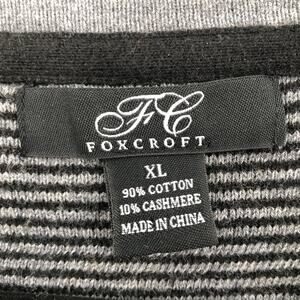 FC
FOXCROFT
XL
90% COTTON
10% CASHMERE
MADE IN CHINA